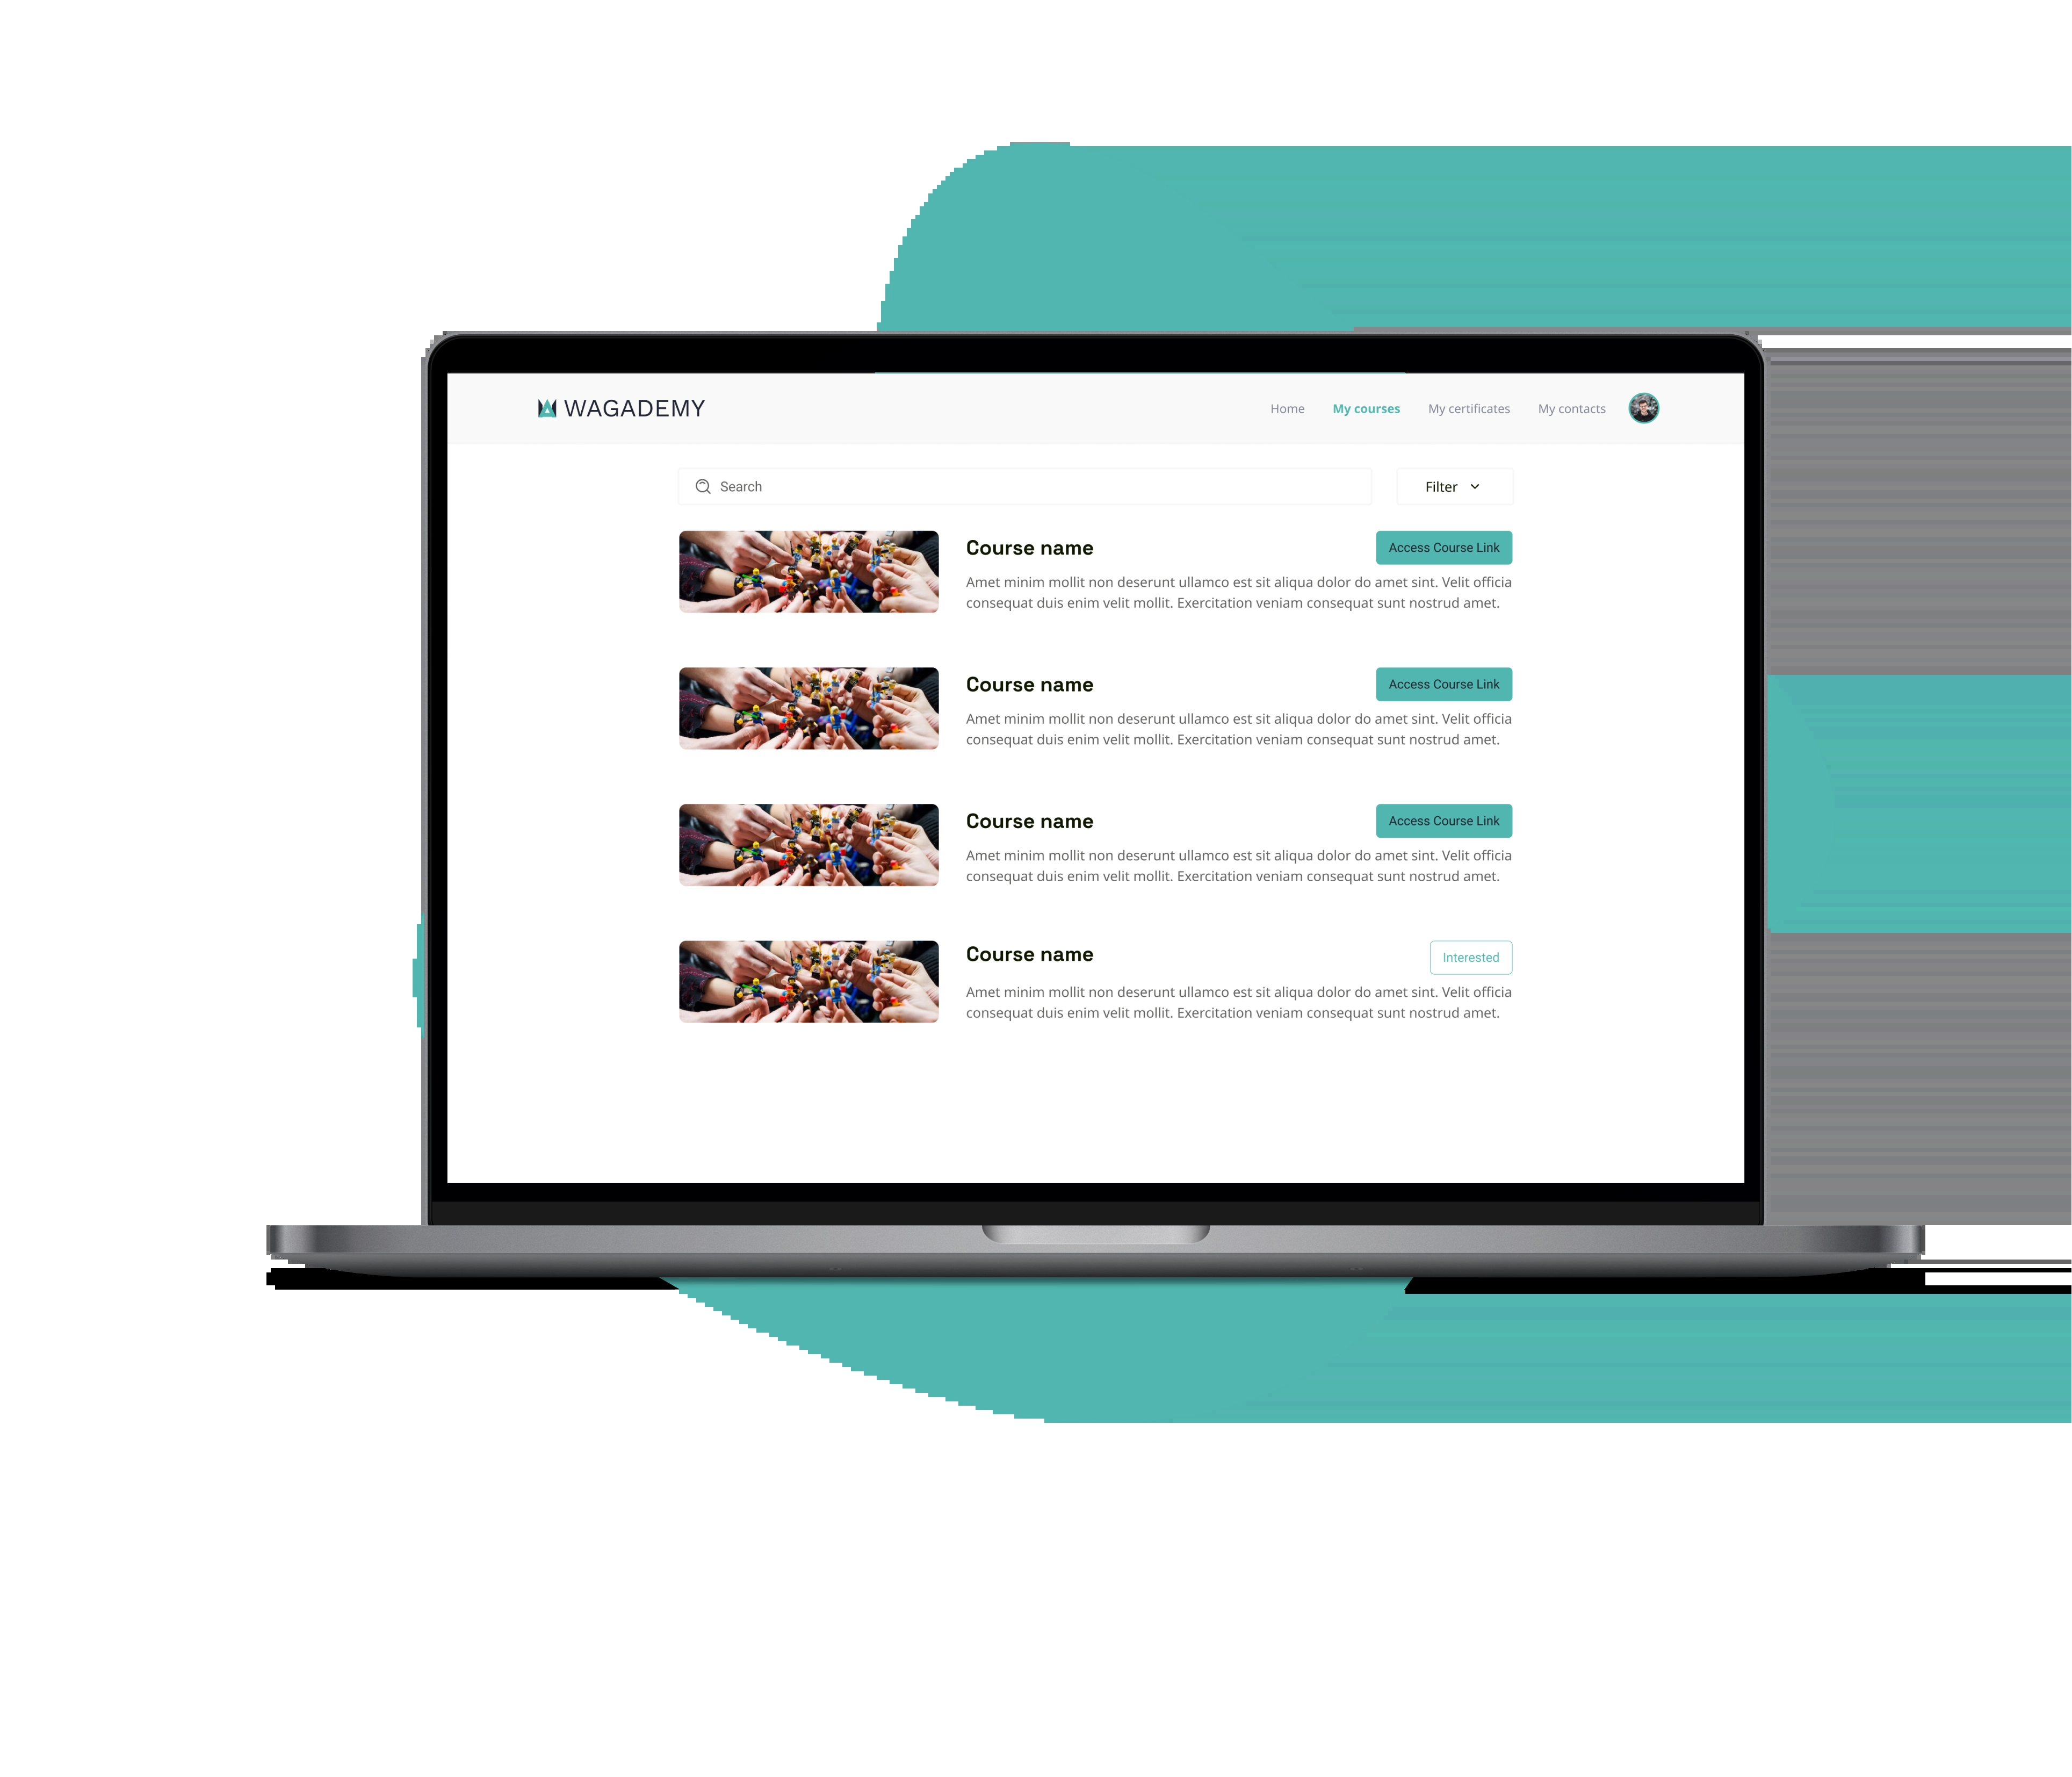 WAGADEMY
Home My courses My certificates My contacts
Search
Filter
Course name
Access Course Link
Amet minim mollit non deserunt ullamco est sit aliqua dolor do amet sint. Velit officia
consequat duis enim velit mollit. Exercitation veniam consequat sunt nostrud amet.
Course name
Access Course Link
Amet minim mollit non deserunt ullamco est sit aliqua dolor do amet sint. Velit officia
consequat duis enim velit mollit. Exercitation veniam consequat sunt nostrud amet.
Course name
Access Course Link
Amet minim mollit non deserunt ullamco est sit aliqua dolor do amet sint. Velit officia
consequat duis enim velit mollit. Exercitation veniam consequat sunt nostrud amet.
Course name
Interested
Amet minim mollit non deserunt ullamco est sit aliqua dolor do amet sint. Velit officia
consequat duis enim velit mollit. Exercitation veniam consequat sunt nostrud amet.